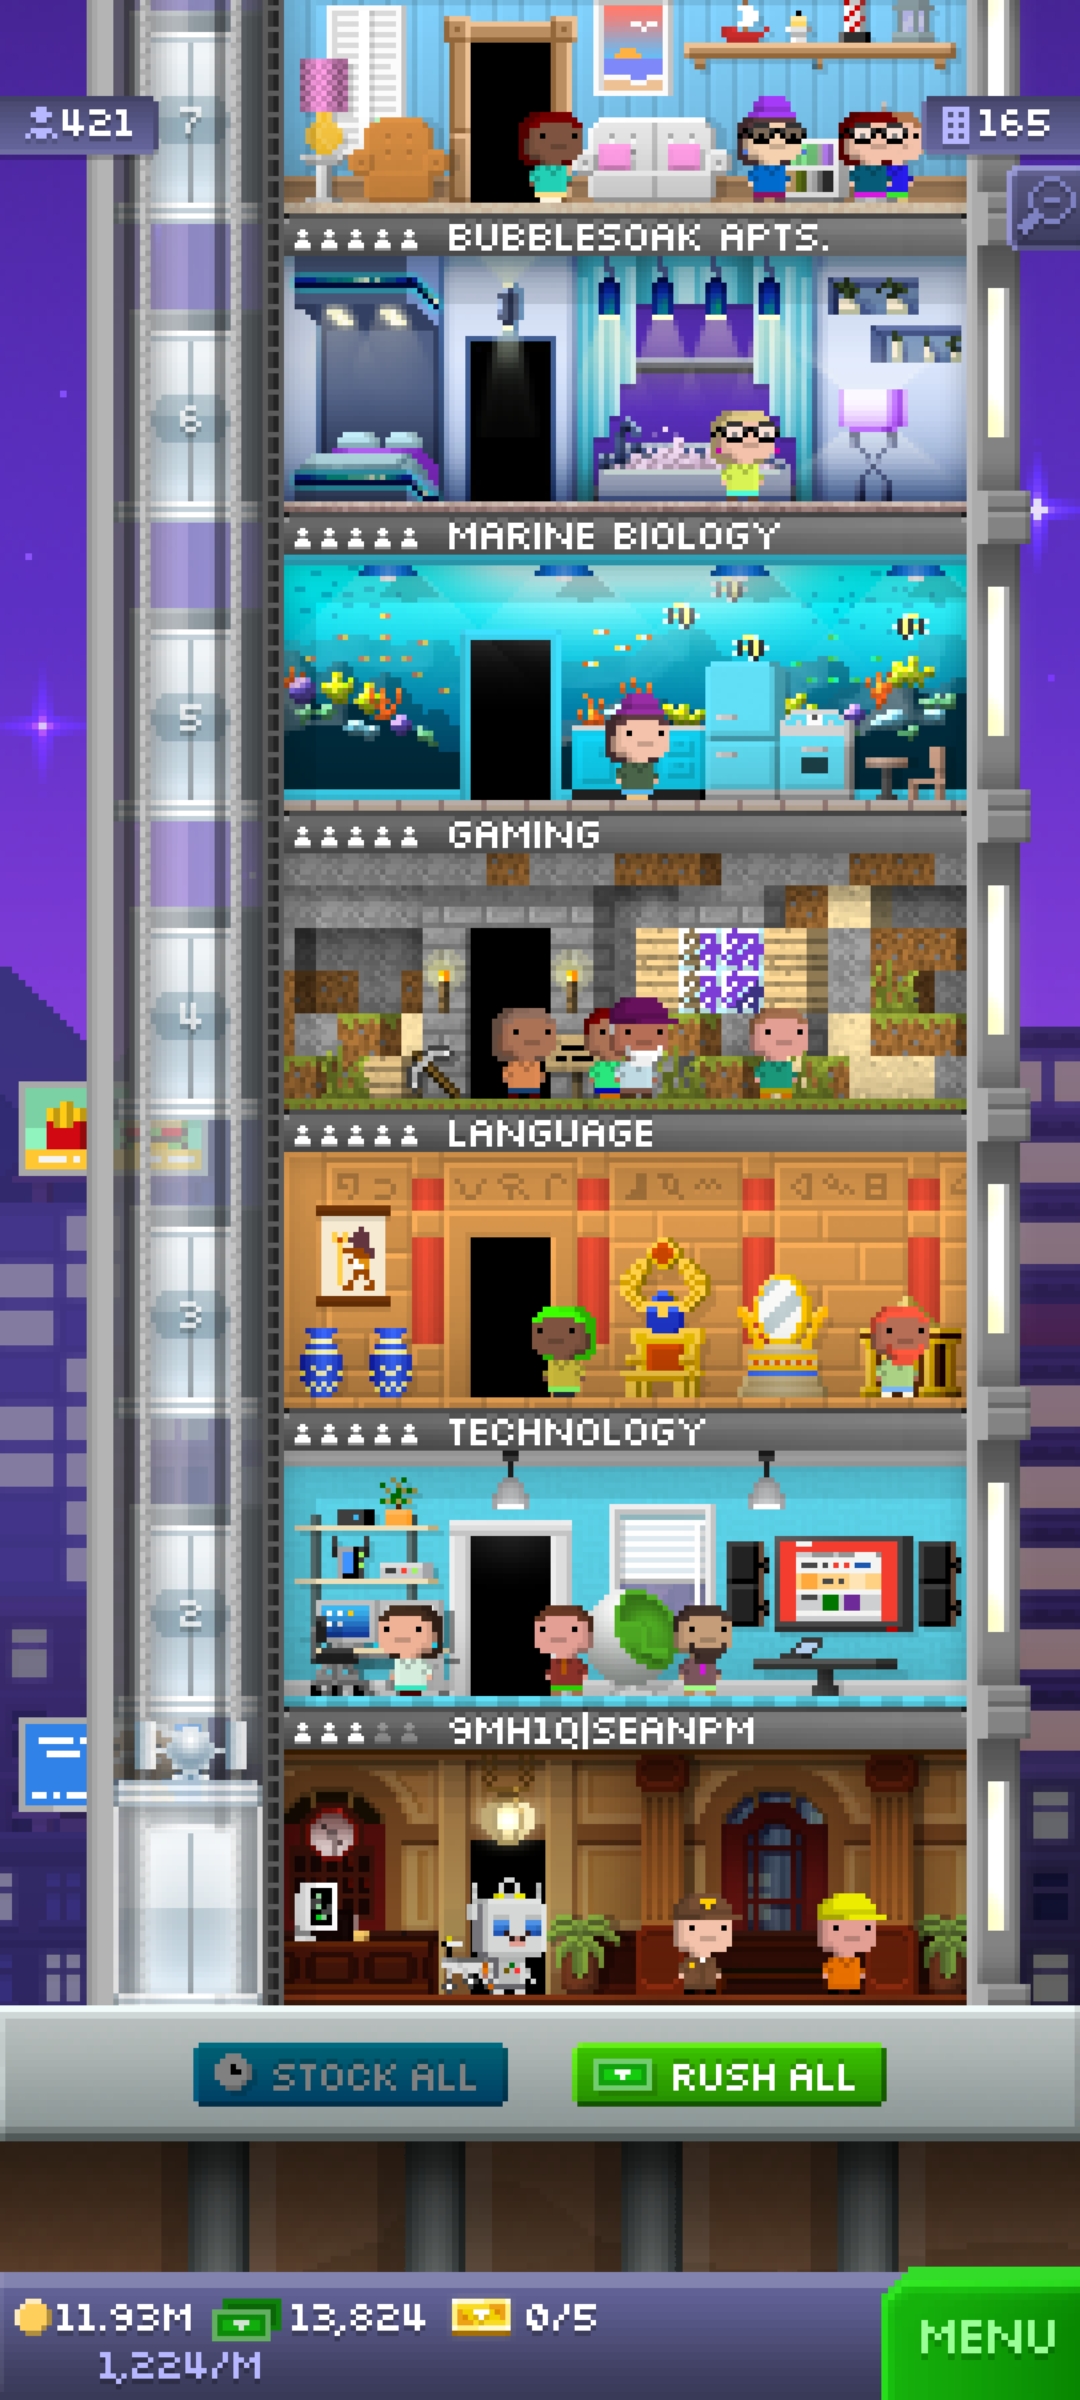 421
7
165
BUBBLESOAK APTS.
6
MARINE BIOLOGY
5
GAMING
4
LANGUAGE
3
TECHNOLOGY
2
9MH1Q|SEANPM
STOCK ALL
RUSH ALL
11.93M
13,824
0/5
1,224/M
MENU